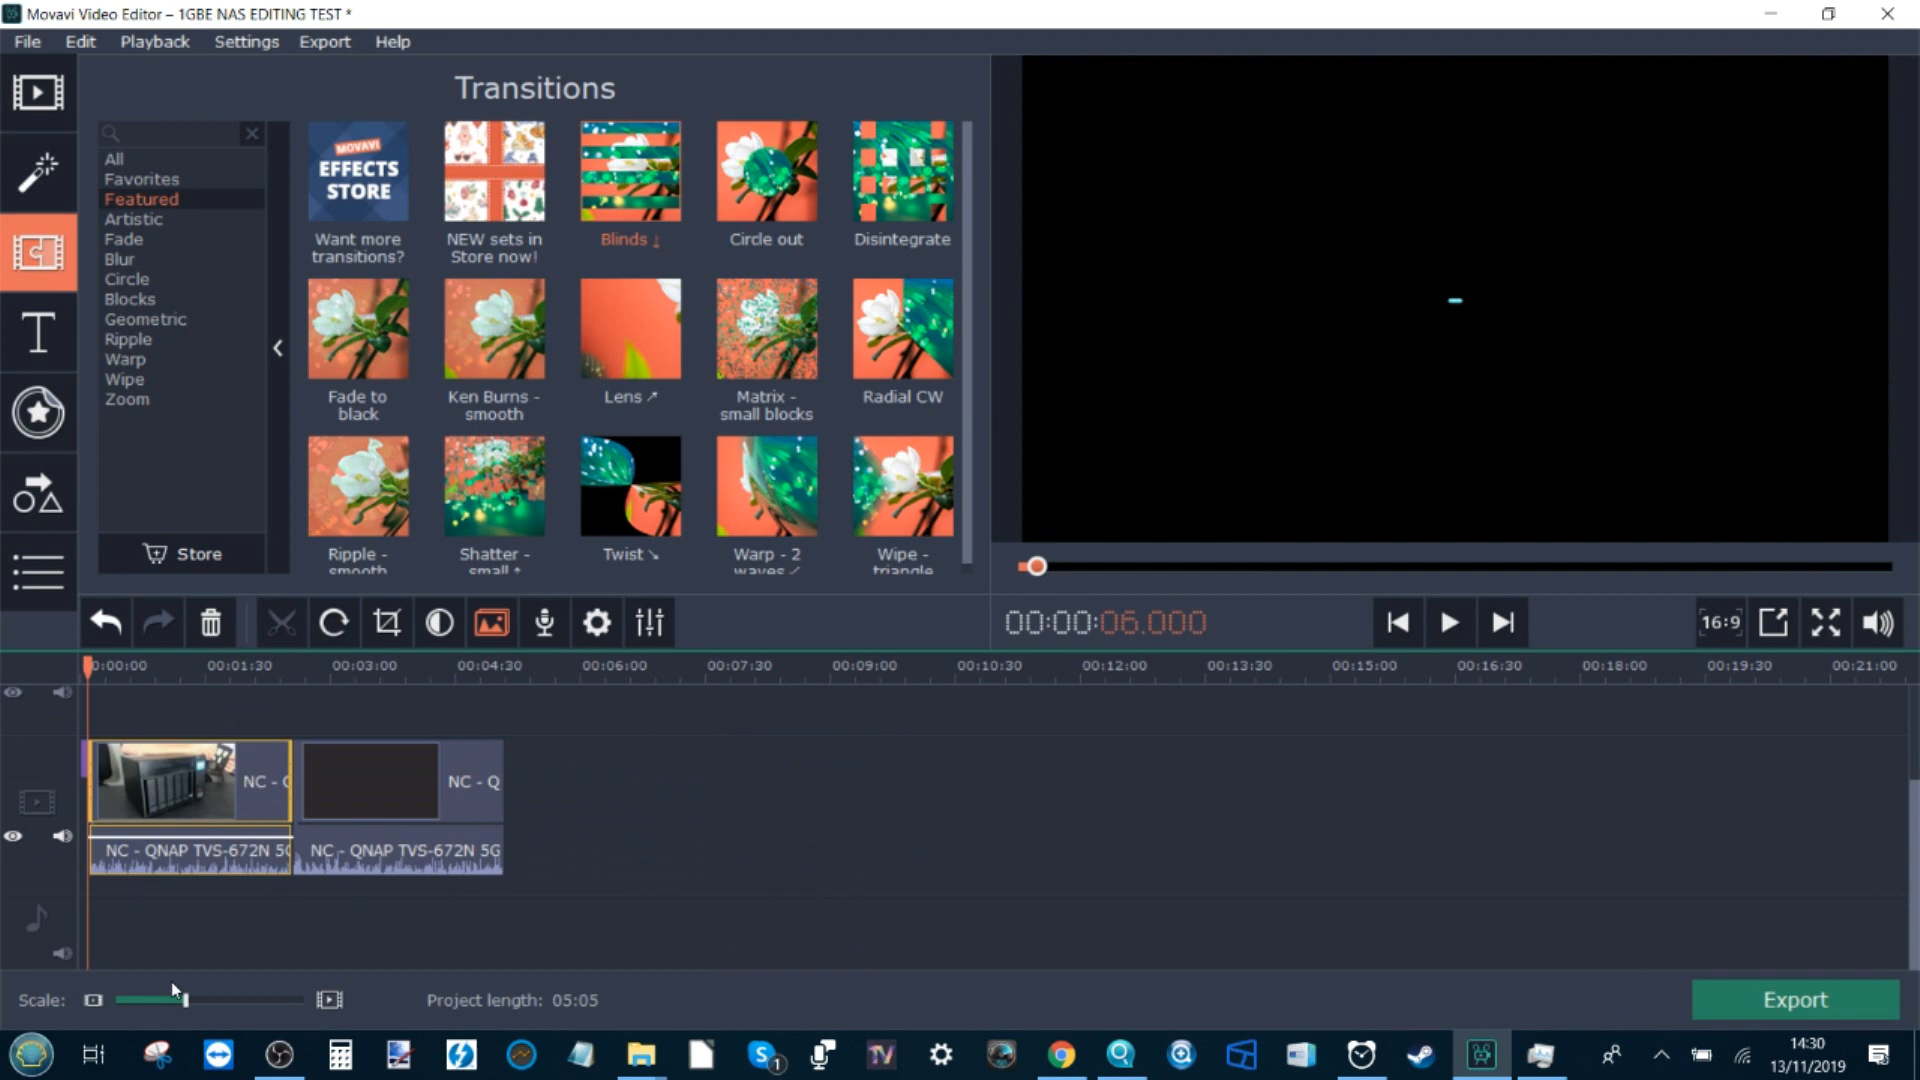 Movavi Video Editor – 1GBE NAS EDITING TEST *
File Edit Playback Settings Export Help
Transitions
All
Favorites
Featured
Artistic
Fade
Blur
Circle
Blocks
Geometric
Ripple
Warp
Wipe
Zoom
Store
MOVAVI
EFFECTS
STORE
Want more
transitions?
NEW sets in
Store now!
Blinds ↓
Circle out
Disintegrate
Fade to
black
Ken Burns -
smooth
Lens ↗
Matrix -
small blocks
Radial CW
Ripple -
smooth
Shatter -
small ↑
Twist ↘
Warp - 2
waves ↙
Wipe -
triangle
00:00:06.000
16:9
0:00:00 00:01:30 00:03:00 00:04:30 00:06:00 00:07:30 00:09:00 00:10:30 00:12:00 00:13:30 00:15:00 00:16:30 00:18:00 00:19:30 00:21:00
NC - Q
NC - Q
NC - QNAP TVS-672N 5G
NC - QNAP TVS-672N 5G
Scale:
Project length: 05:05
Export
S
1
TV
14:30
13/11/2019